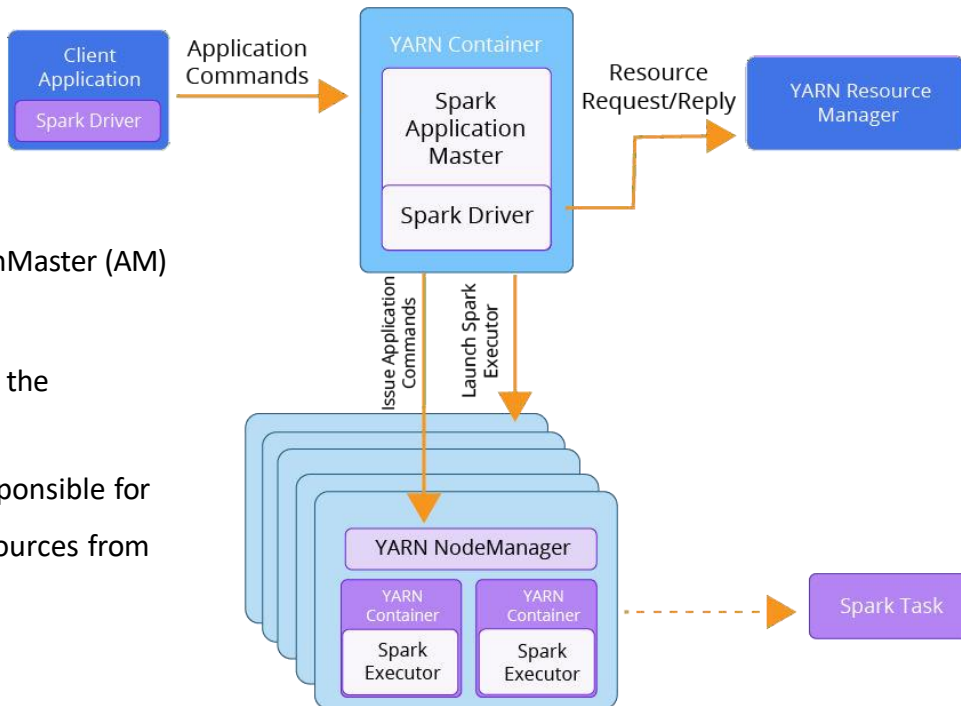 Client
Application
Spark Driver
Application
Commands
YARN Container
Spark
Application
Master
Spark Driver
Resource
Request/Reply
YARN Resource
Manager
nMaster (AM)
the
ponsible for
ources from
Issue Application
Commands
Launch Spark
Executor
YARN NodeManager
YARN
Container
Spark
Executor
YARN
Container
Spark
Executor
Spark Task